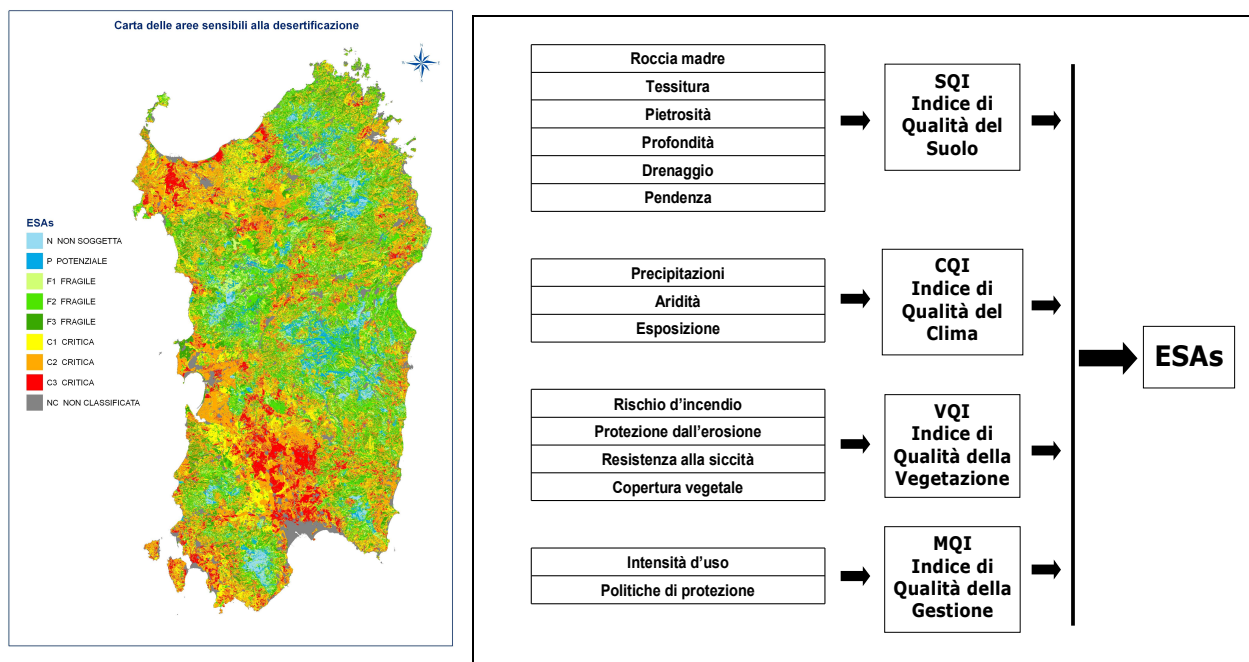 Carta delle aree sensibili alla desertificazione
N
ESAs
N NON SOGGETTA
P POTENZIALE
F1 FRAGILE
F2 FRAGILE
F3 FRAGILE
C1 CRITICA
C2 CRITICA
C3 CRITICA
NC NON CLASSIFICATA
Roccia madre
Tessitura
Pietrosità
Profondità
Drenaggio
Pendenza
SQI
Indice di
Qualità del
Suolo
Precipitazioni
Aridità
Esposizione
CQI
Indice di
Qualità del
Clima
Rischio d'incendio
Protezione dall'erosione
Resistenza alla siccità
Copertura vegetale
VQI
Indice di
Qualità della
Vegetazione
Intensità d'uso
Politiche di protezione
MQI
Indice di
Qualità della
Gestione
ESAs